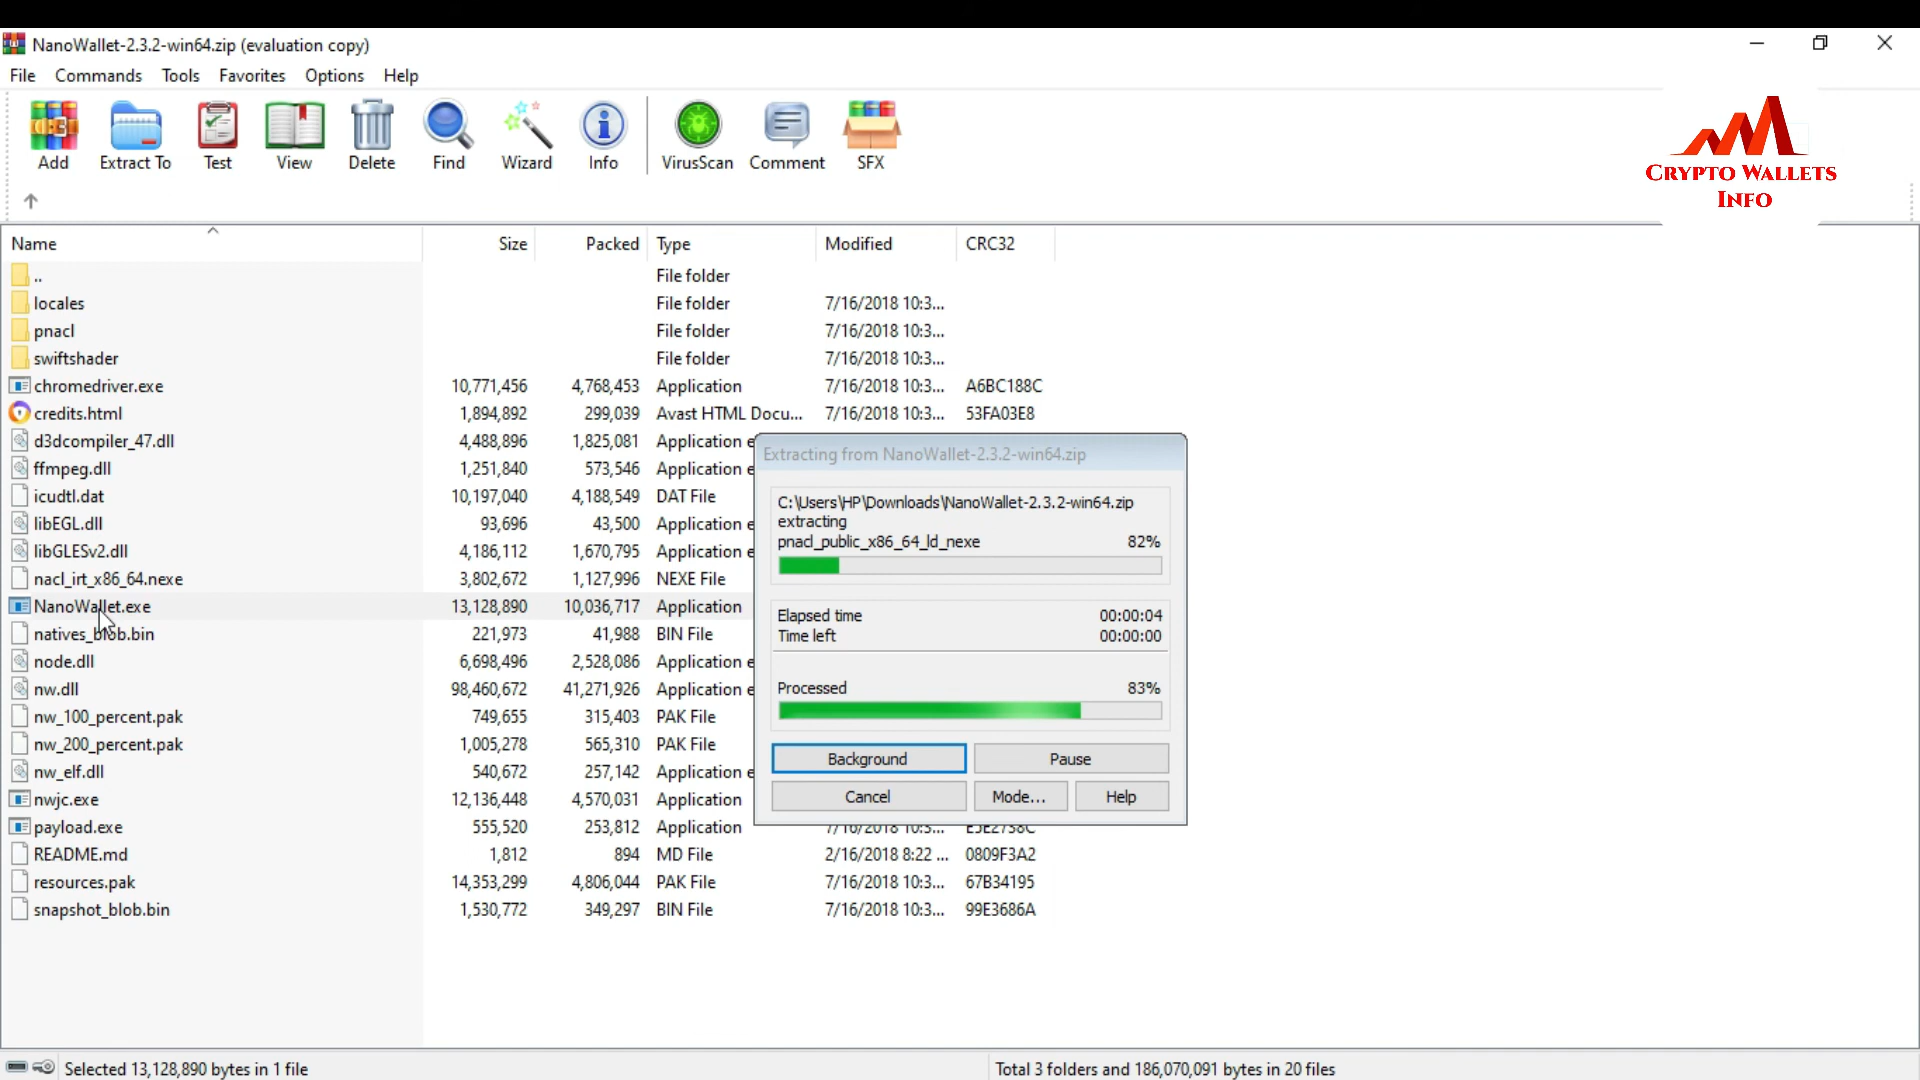 NanoWallet-2.3.2-win64.zip (evaluation copy)
File Commands Tools Favorites Options Help
Add Extract To Test View Delete Find Wizard Info VirusScan Comment SFX
CRYPTO WALLETS
INFO
Name Size Packed Type Modified CRC32
.. File folder
locales File folder 7/16/2018 10:3...
pnacl File folder 7/16/2018 10:3...
swiftshader File folder 7/16/2018 10:3...
chromedriver.exe 10,771,456 4,768,453 Application 7/16/2018 10:3... A6BC188C
credits.html 1,894,892 299,039 Avast HTML Docu... 7/16/2018 10:3... 53FA03E8
d3dcompiler_47.dll 4,488,896 1,825,081 Application e
ffmpeg.dll 1,251,840 573,546 Application e
icudtl.dat 10,197,040 4,188,549 DAT File
libEGL.dll 93,696 43,500 Application e
libGLESv2.dll 4,186,112 1,670,795 Application e
nacl_irt_x86_64.nexe 3,802,672 1,127,996 NEXE File
NanoWallet.exe 13,128,890 10,036,717 Application
natives_blob.bin 221,973 41,988 BIN File
node.dll 6,698,496 2,528,086 Application e
nw.dll 98,460,672 41,271,926 Application e
nw_100_percent.pak 749,655 315,403 PAK File
nw_200_percent.pak 1,005,278 565,310 PAK File
nw_elf.dll 540,672 257,142 Application e
nwjc.exe 12,136,448 4,570,031 Application
payload.exe 555,520 253,812 Application 7/16/2018 10:3...
README.md 1,812 894 MD File 2/16/2018 8:22 ... 0809F3A2
resources.pak 14,353,299 4,806,044 PAK File 7/16/2018 10:3... 67B34195
snapshot_blob.bin 1,530,772 349,297 BIN File 7/16/2018 10:3... 99E3686A
Extracting from NanoWallet-2.3.2-win64.zip
C:\Users\HP\Downloads\NanoWallet-2.3.2-win64.zip
extracting
pnacl_public_x86_64_ld_nexe 82%
Elapsed time 00:00:04
Time left 00:00:00
Processed 83%
Background Pause
Cancel Mode... Help
Selected 13,128,890 bytes in 1 file Total 3 folders and 186,070,091 bytes in 20 files